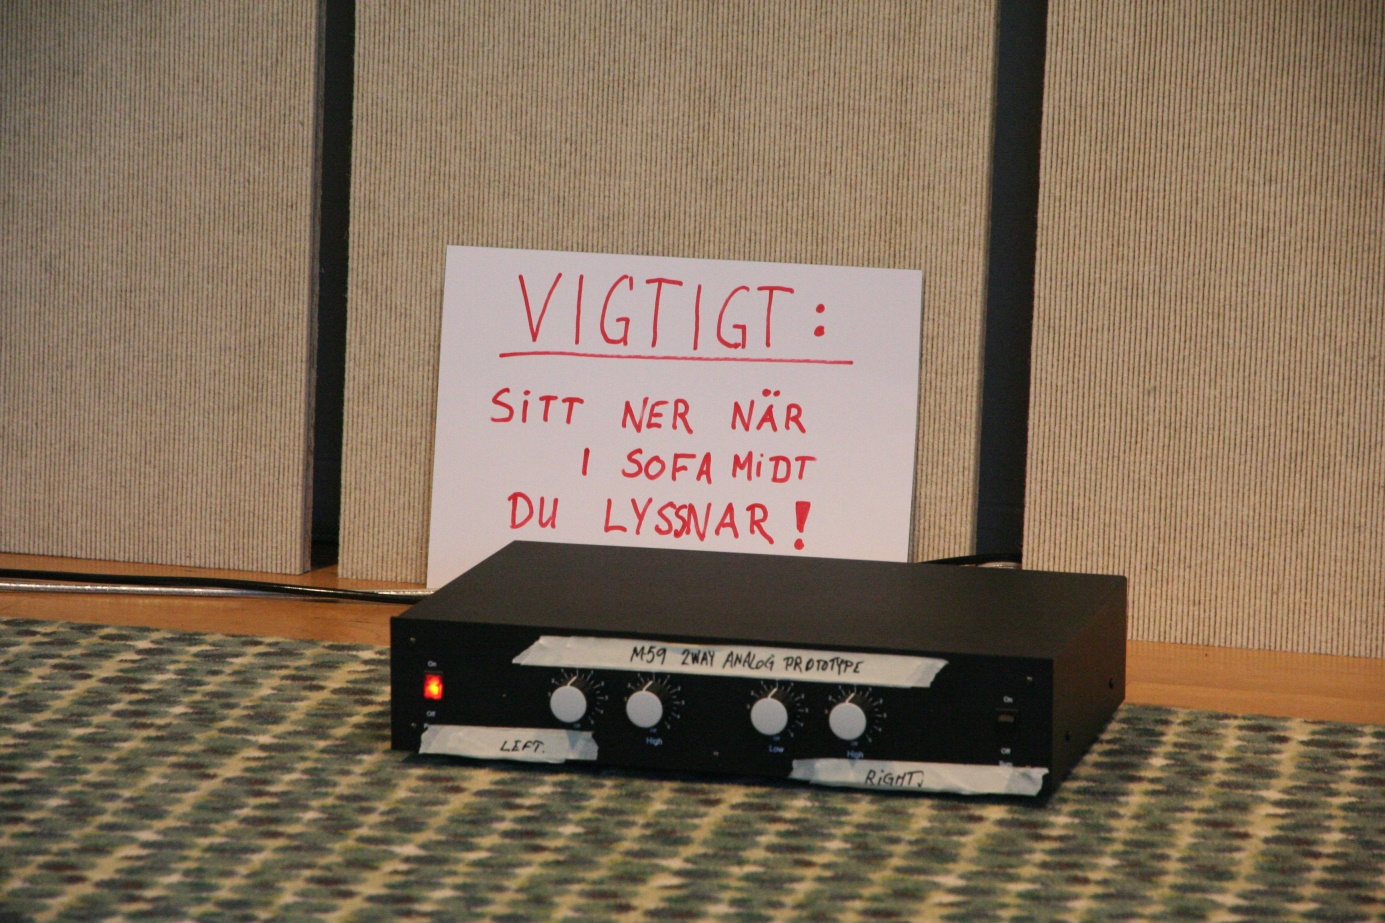 VIGTIGT:
SiTT NER NÄR
I SOFA MiDT
DU LYSSNAR!
M59 2WAY ANALOG PROTOTYPE
On
Off
High
Low
High
On
Off
LEFT.
RiGHT.